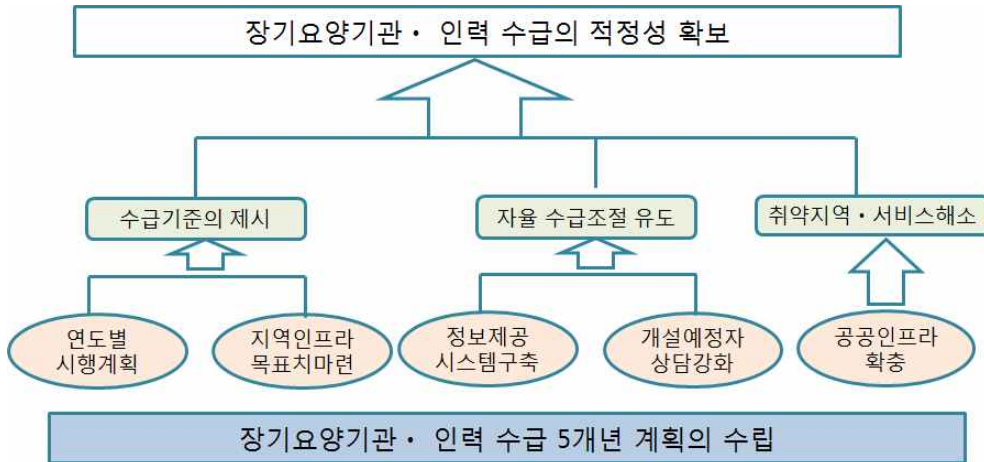 장기요양기관・ 인력 수급의 적정성 확보
수급기준의 제시
자율 수급조절 유도
취약지역・서비스해소
연도별
시행계획
지역인프라
목표치마련
정보제공
시스템구축
개설예정자
상담강화
공공인프라
확충
장기요양기관・ 인력 수급 5개년 계획의 수립